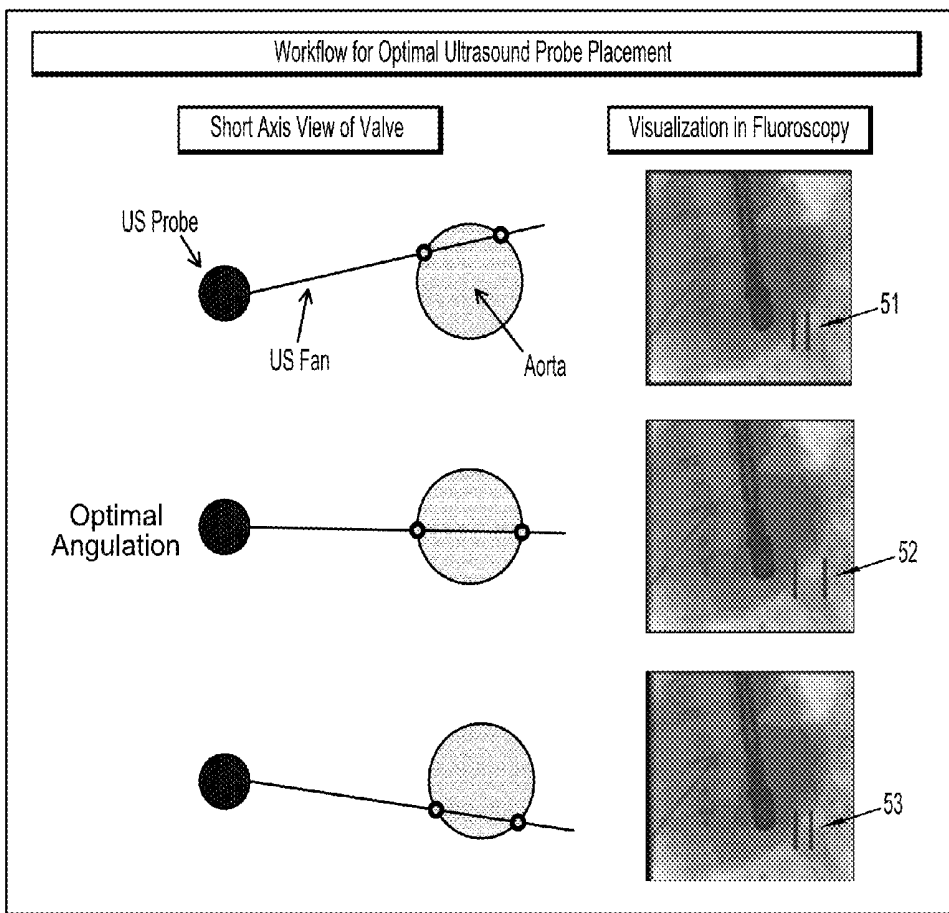 Workflow for Optimal Ultrasound Probe Placement
Short Axis View of Valve
Visualization in Fluoroscopy
US Probe
US Fan
Aorta
51
Optimal
Angulation
52
53